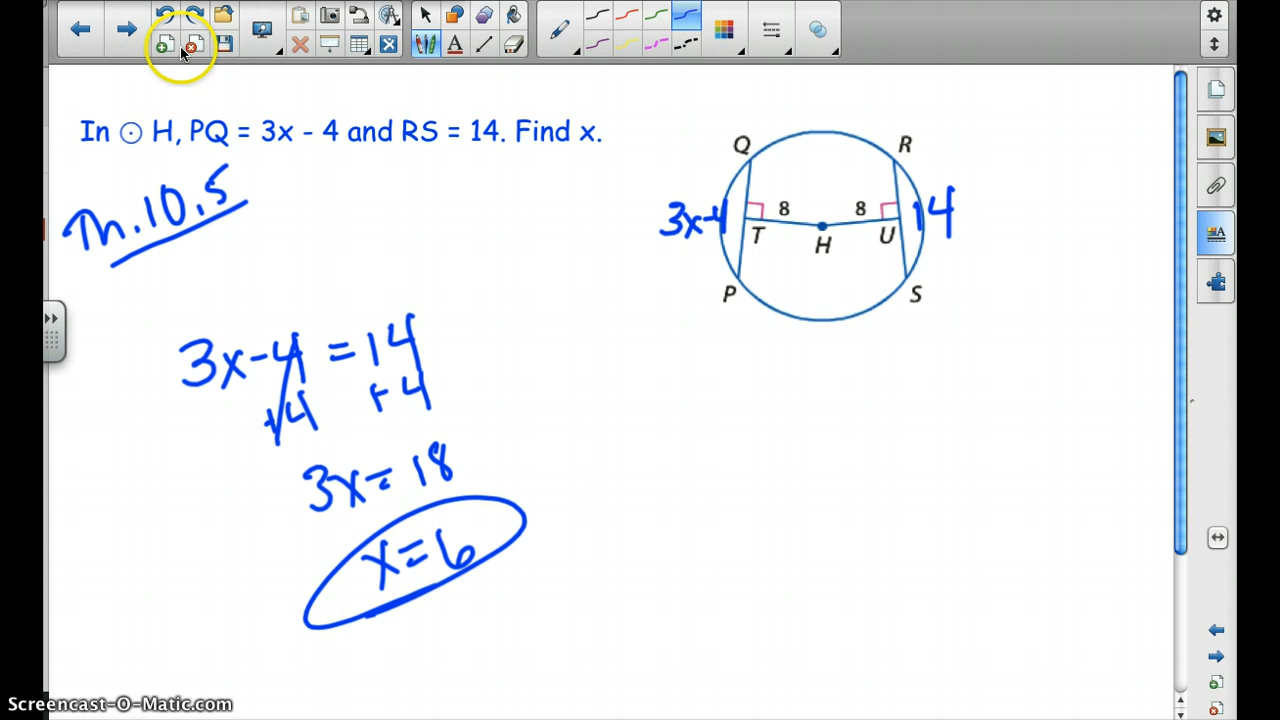 In ⊙ H, PQ = 3x - 4 and RS = 14. Find x.
Th. 10.5
Q
R
3x-4
8
8
14
T
H
U
P
S
3x-4 = 14
+4 +4
3x = 18
x = 6
Screencast-O-Matic.com